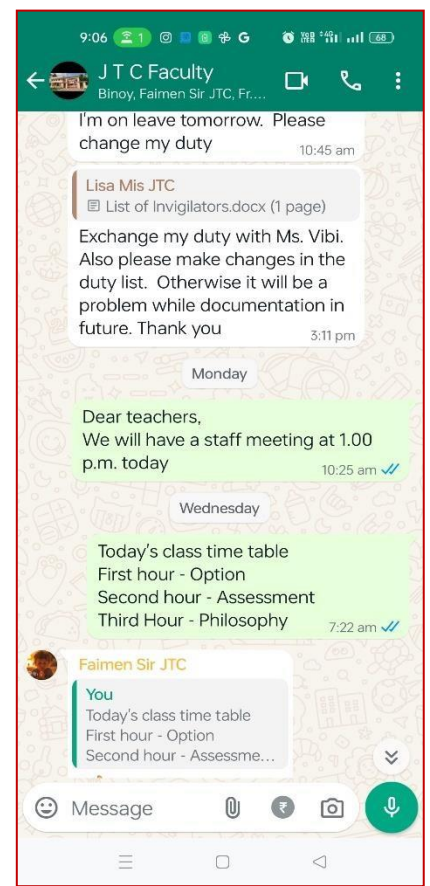 9:06 1 G 4G 68
J T C Faculty
Binoy, Faimen Sir JTC, Fr....
I'm on leave tomorrow.  Please
change my duty
10:45 am
Lisa Mis JTC
List of Invigilators.docx (1 page)
Exchange my duty with Ms. Vibi.
Also please make changes in the
duty list.  Otherwise it will be a
problem while documentation in
future. Thank you
3:11 pm
Monday
Dear teachers,
We will have a staff meeting at 1.00
p.m. today
10:25 am
Wednesday
Today's class time table
First hour - Option
Second hour - Assessment
Third Hour - Philosophy
7:22 am
Faimen Sir JTC
You
Today's class time table
First hour - Option
Second hour - Assessme...
Message ₹